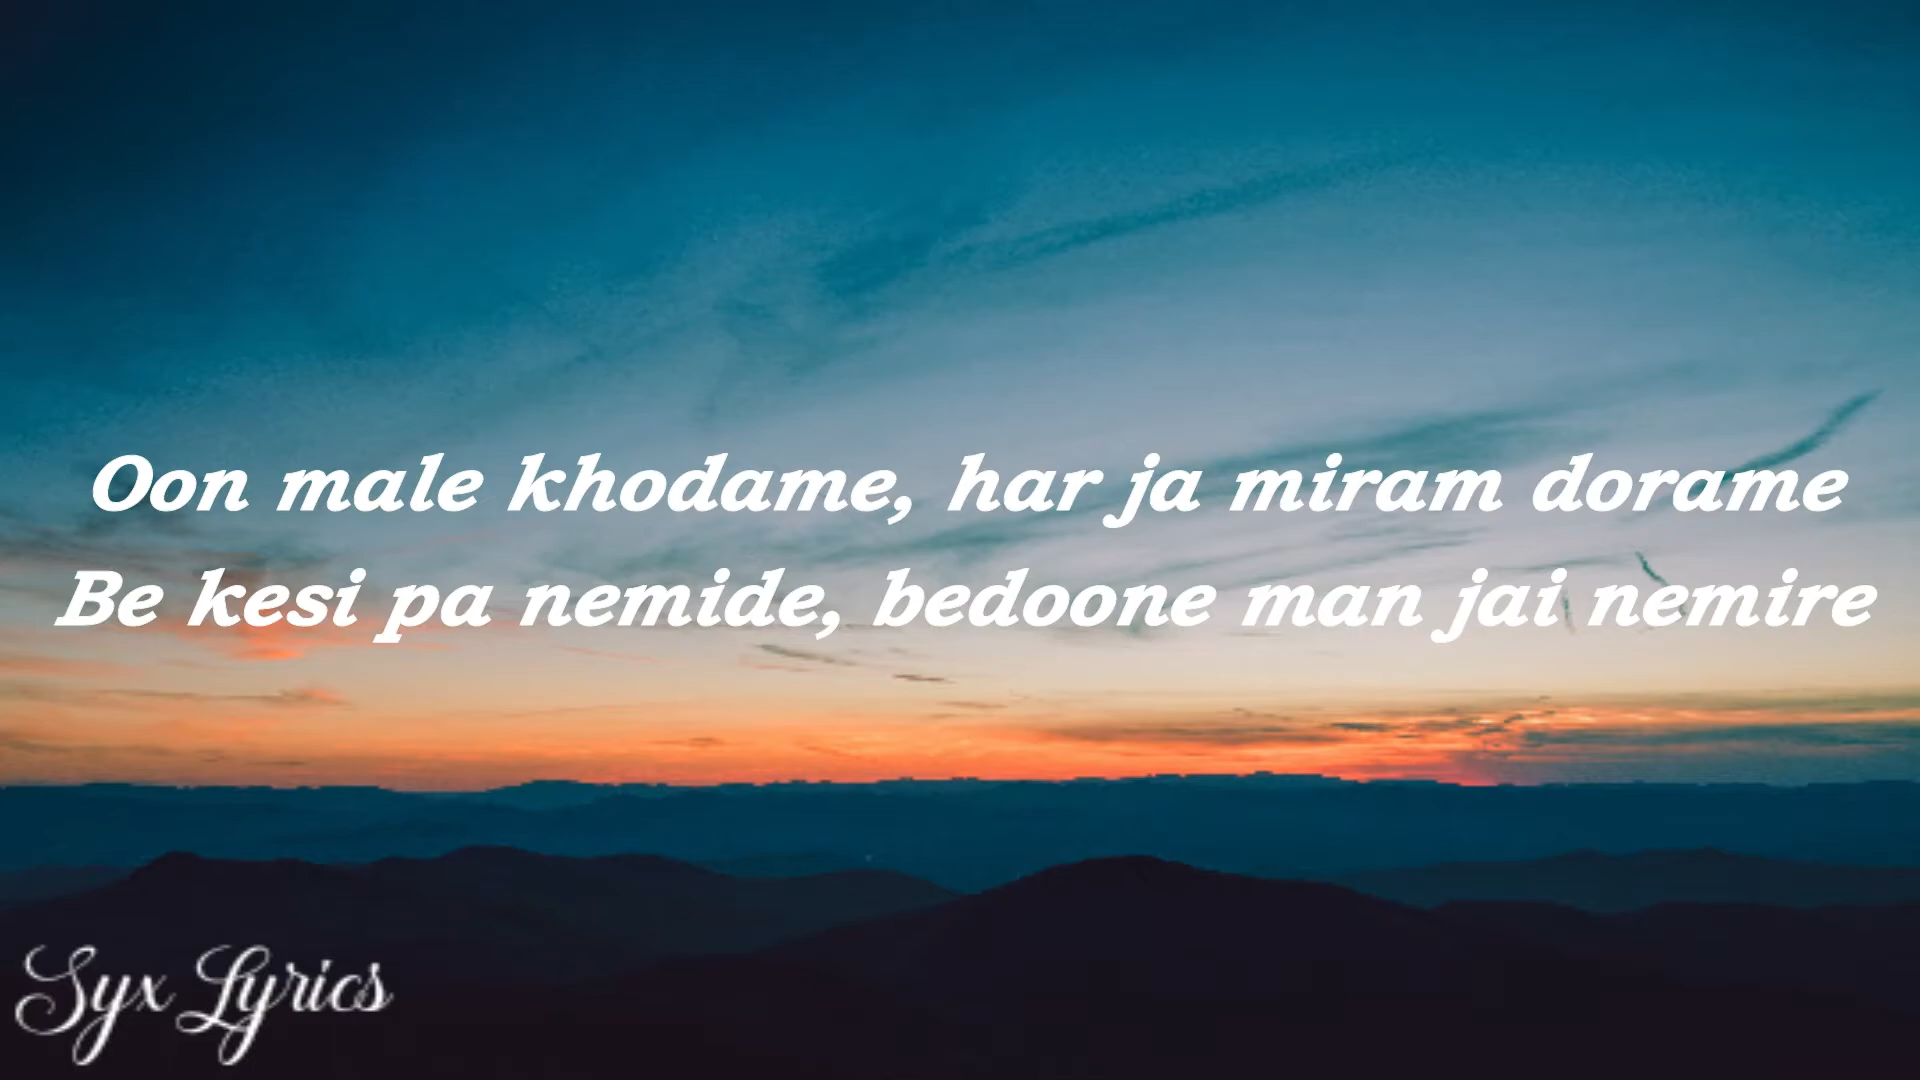 Oon male khodame, har ja miram dorame
Be kesi pa nemide, bedoone man jai nemire
Syx Lyrics